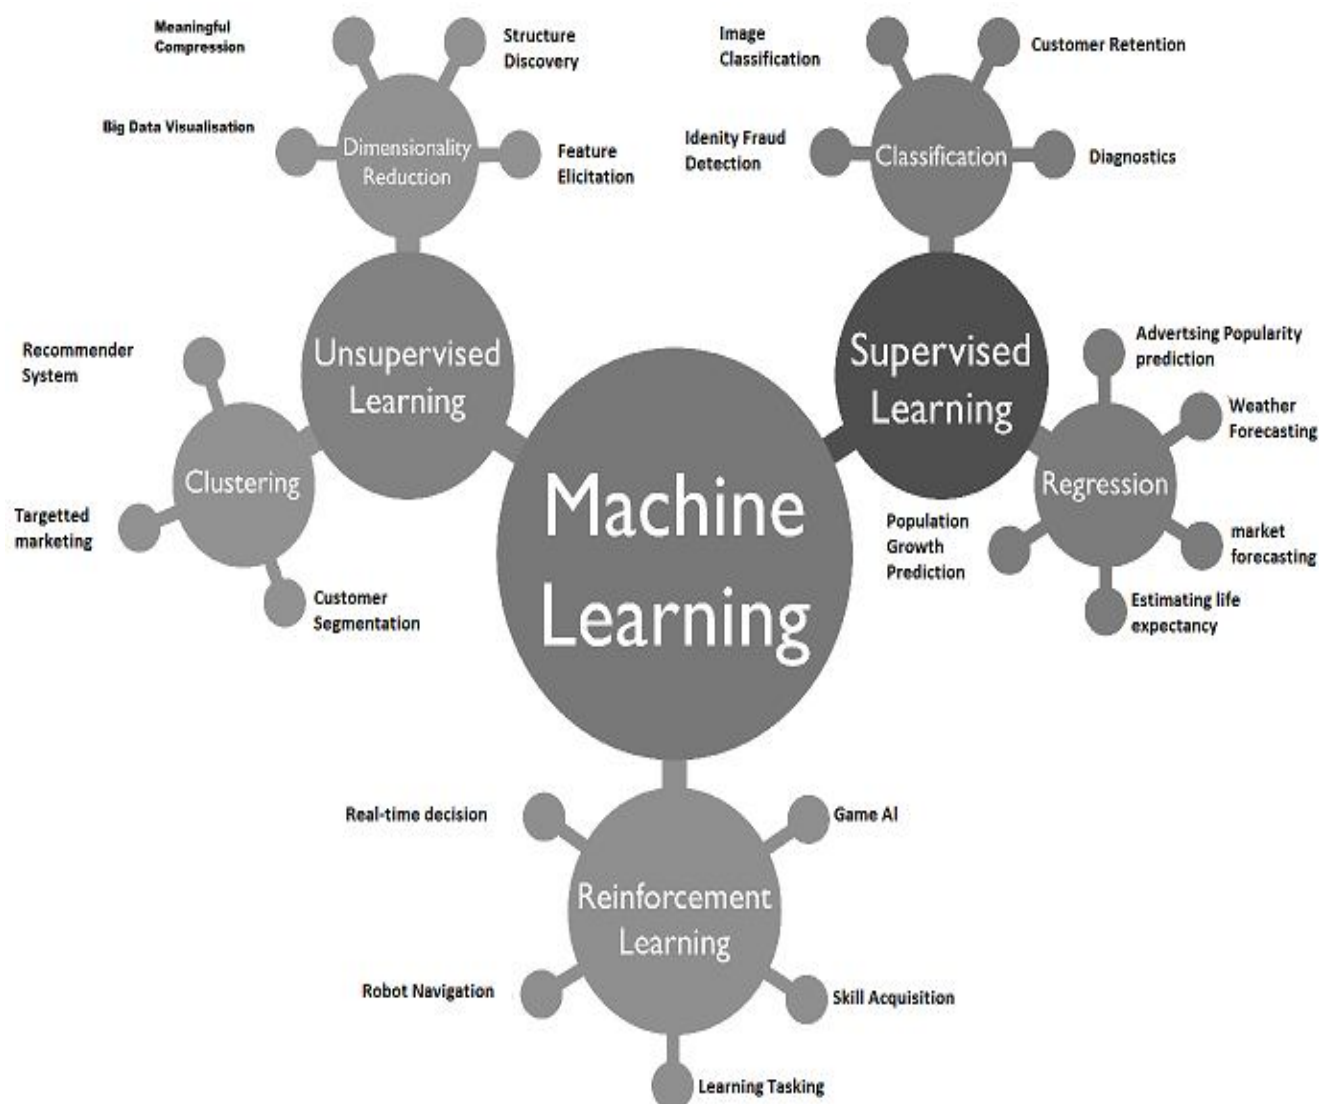 Meaningful
Compression
Structure
Discovery
Big Data Visualisation
Dimensionality
Reduction
Feature
Elicitation
Image
Classification
Customer Retention
Idenity Fraud
Detection
Classification
Diagnostics
Unsupervised
Learning
Supervised
Learning
Recommender
System
Clustering
Targetted
marketing
Customer
Segmentation
Advertsing Popularity
prediction
Weather
Forecasting
Regression
Population
Growth
Prediction
market
forecasting
Estimating life
expectancy
Machine
Learning
Real-time decision
Game AI
Reinforcement
Learning
Robot Navigation
Skill Acquisition
Learning Tasking